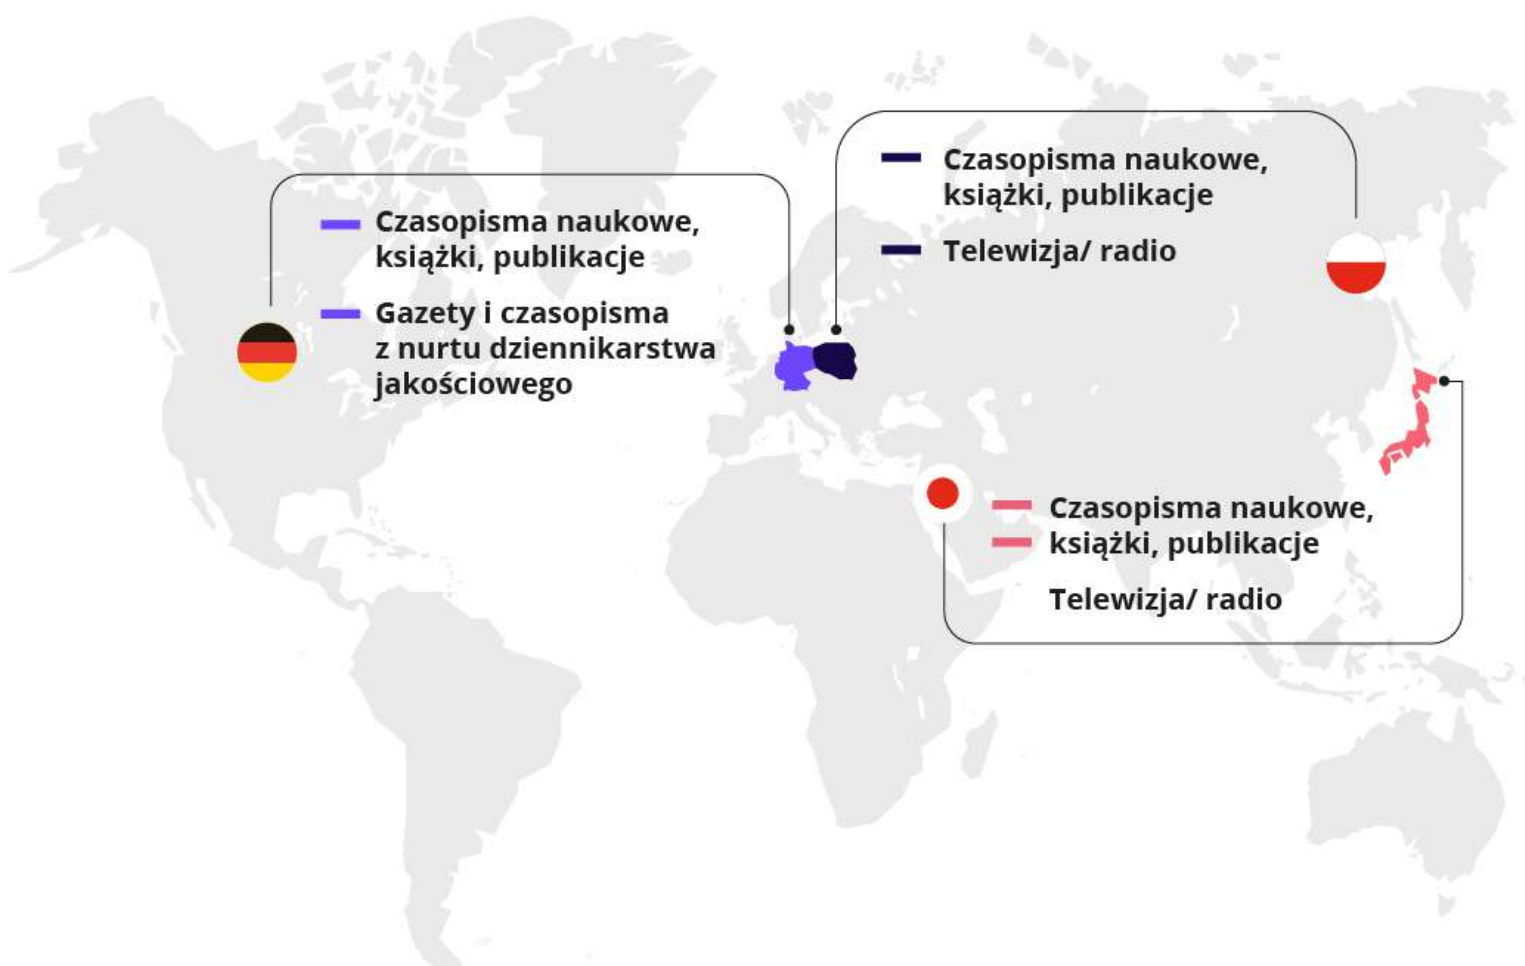 Czasopisma naukowe,
książki, publikacje
Gazety i czasopisma
z nurtu dziennikarstwa
jakościowego
Czasopisma naukowe,
książki, publikacje
Telewizja/ radio
Czasopisma naukowe,
książki, publikacje
Telewizja/ radio